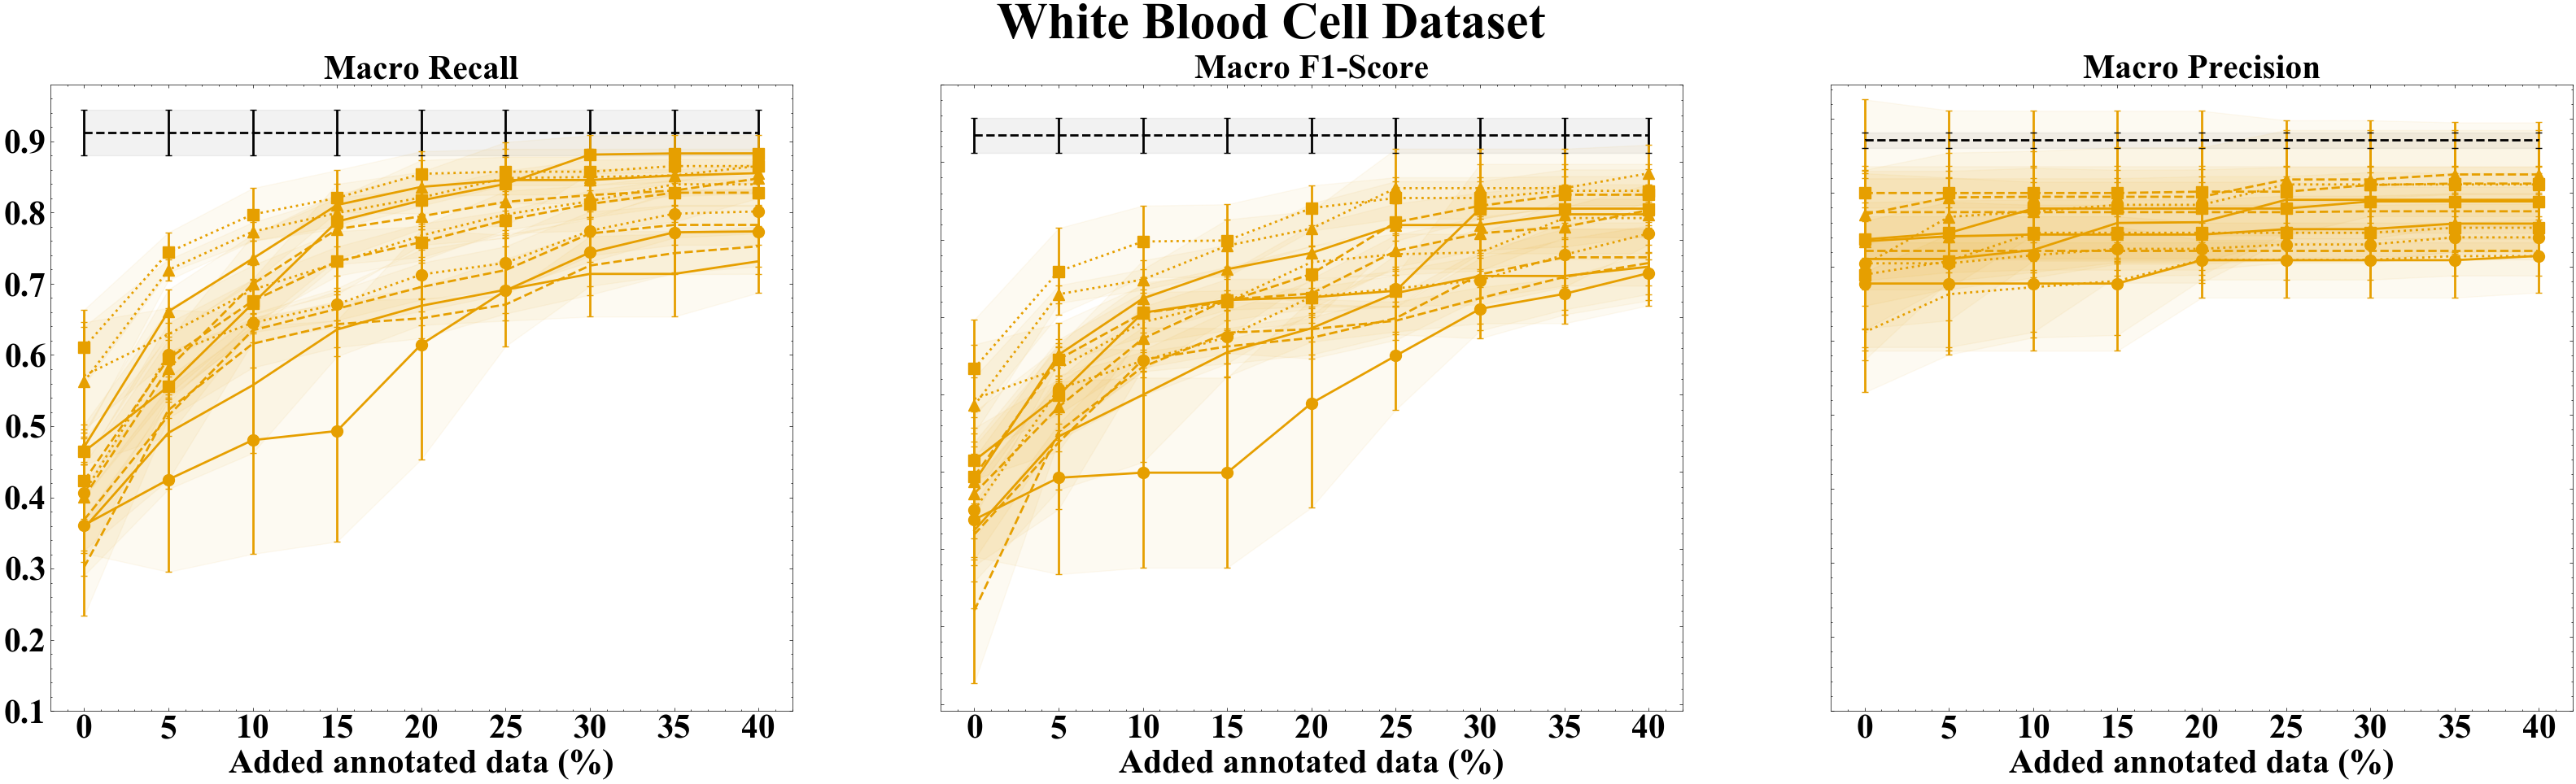 White Blood Cell Dataset
Macro Recall
Macro F1-Score
Macro Precision
0.9
0.8
0.7
0.6
0.5
0.4
0.3
0.2
0.1
0 5 10 15 20 25 30 35 40
0 5 10 15 20 25 30 35 40
0 5 10 15 20 25 30 35 40
Added annotated data (%)
Added annotated data (%)
Added annotated data (%)